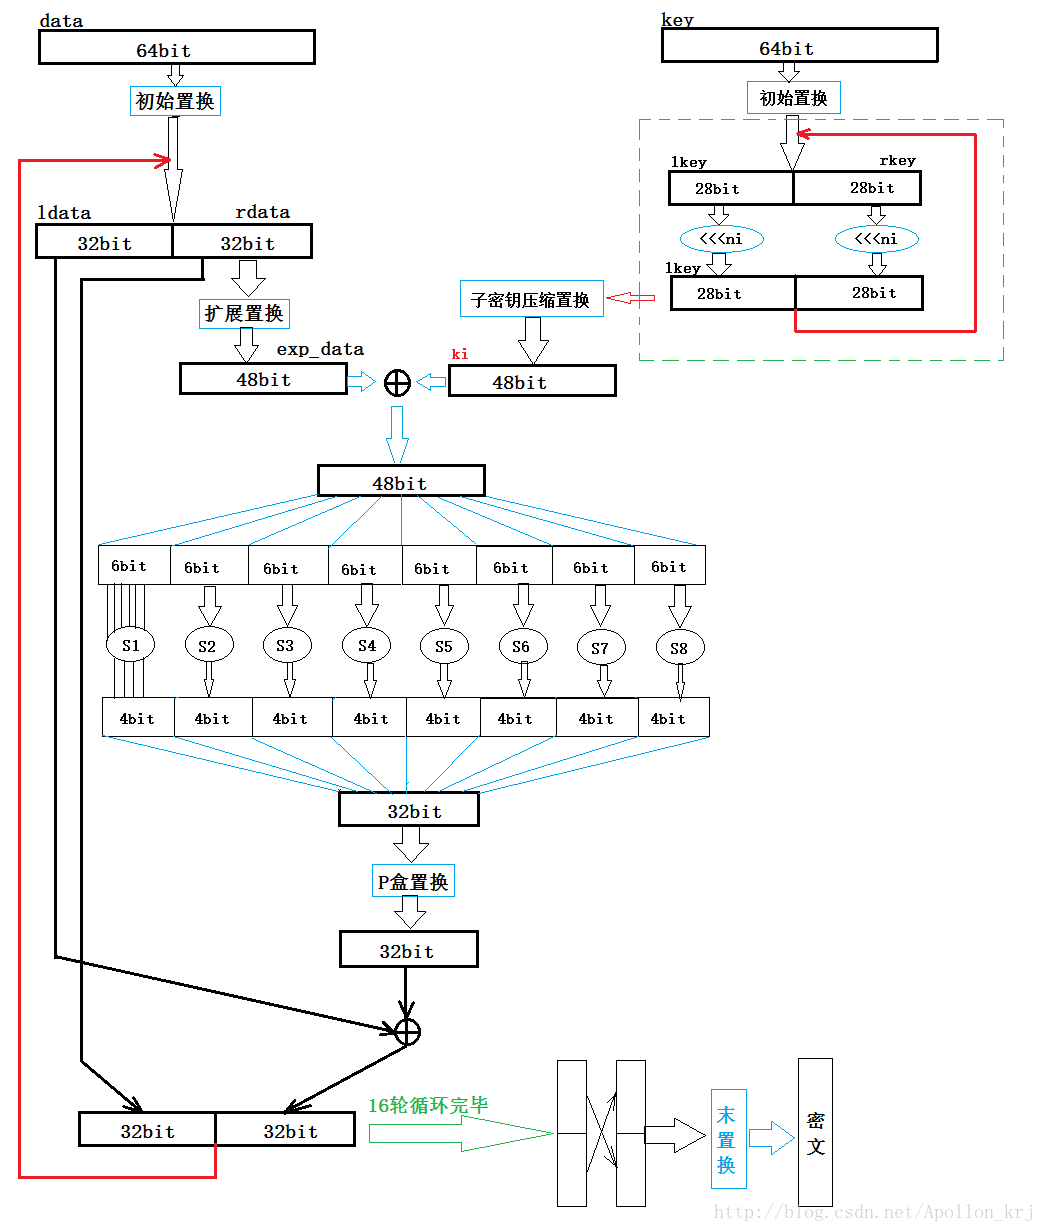 data
64bit
初始置换
key
64bit
初始置换
lkey
rkey
28bit
28bit
<<<ni
<<<ni
lkey
28bit
28bit
ldata
rdata
32bit
32bit
扩展置换
exp_data
48bit
子密钥压缩置换
ki
48bit
48bit
6bit
6bit
6bit
6bit
6bit
6bit
6bit
6bit
S1
S2
S3
S4
S5
S6
S7
S8
4bit
4bit
4bit
4bit
4bit
4bit
4bit
4bit
32bit
P盒置换
32bit
32bit
32bit
16轮循环完毕
末置换
密文
http://blog.csdn.net/Apollon_krj